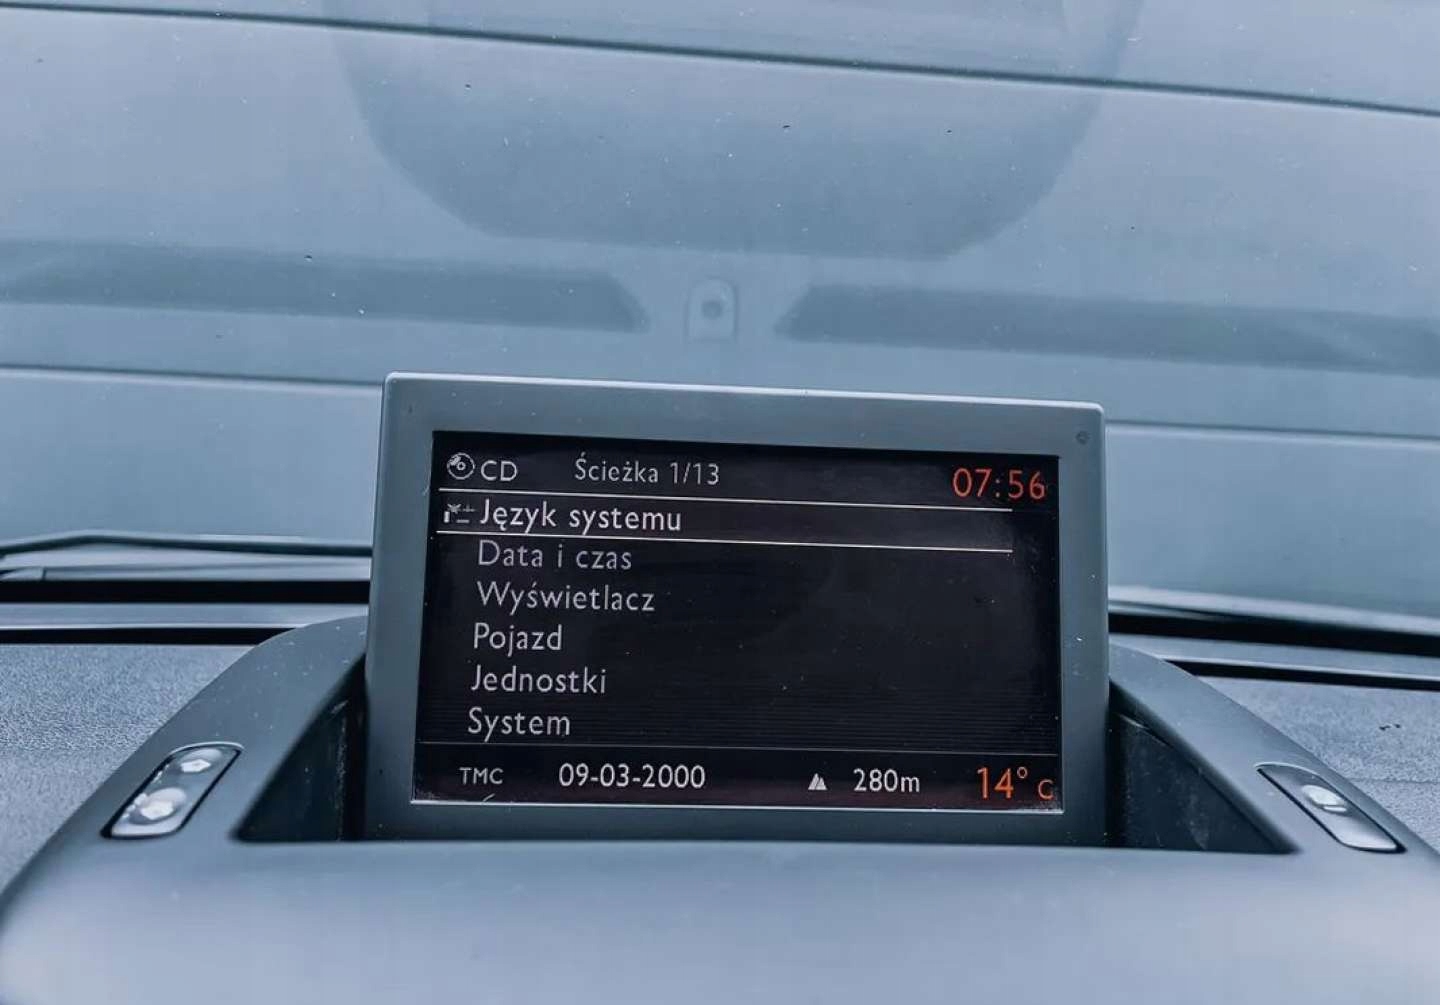 CD Ścieżka 1/13 07:56
Język systemu
Data i czas
Wyświetlacz
Pojazd
Jednostki
System
TMC 09-03-2000 280m 14° C